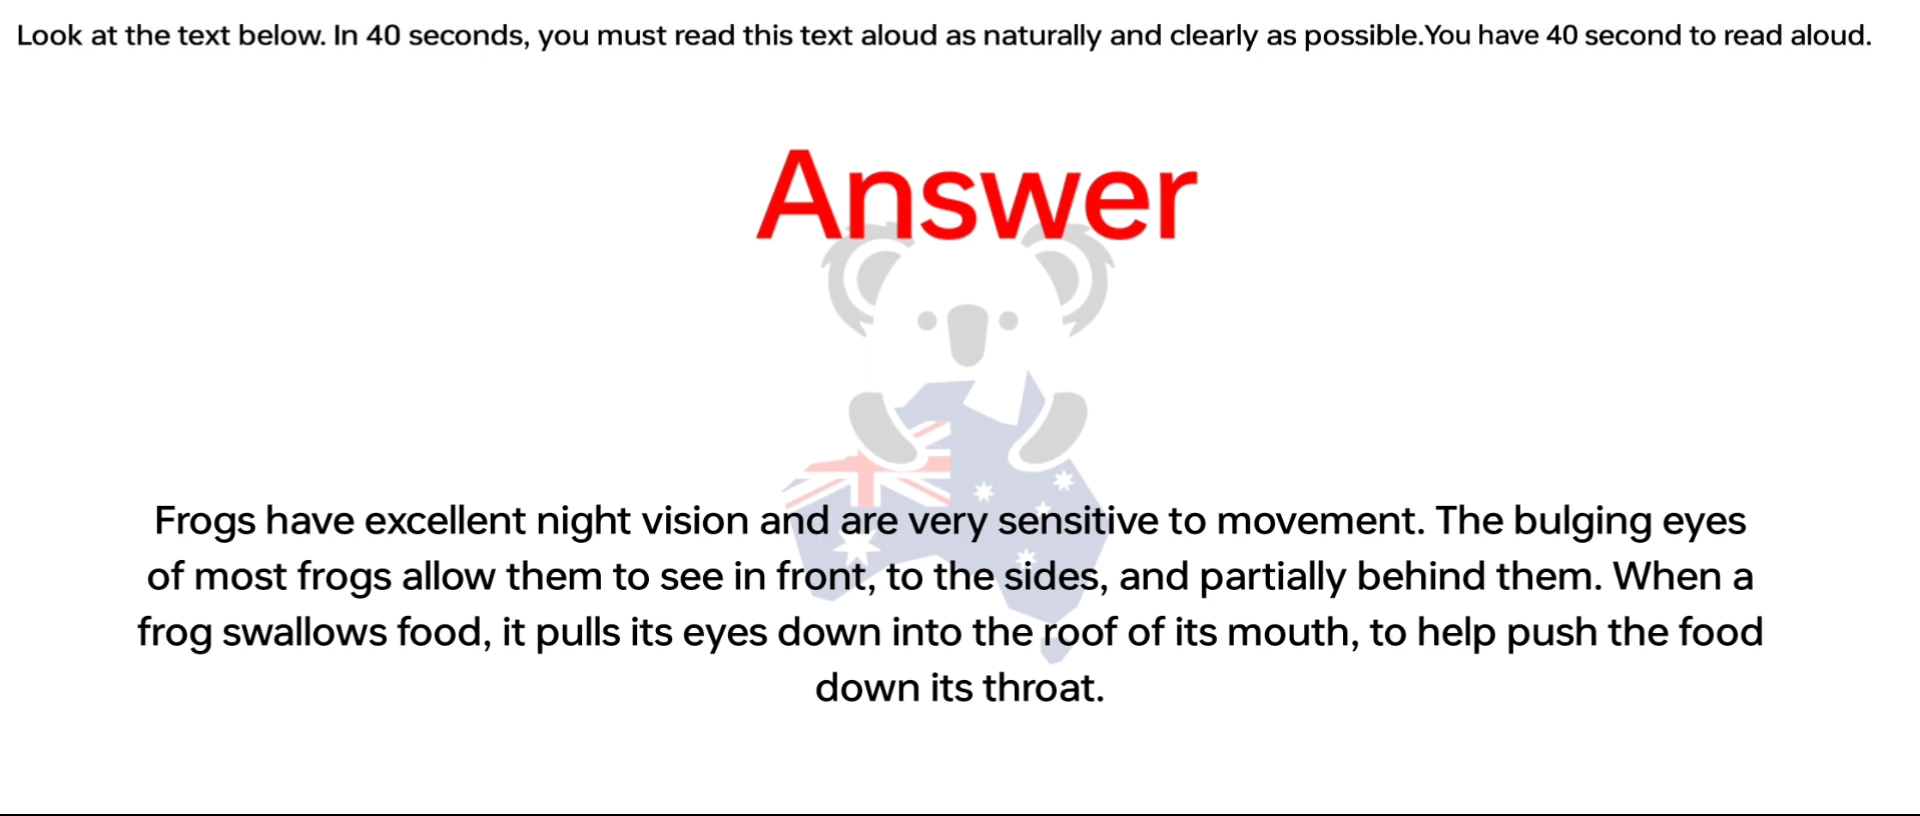 Look at the text below. In 40 seconds, you must read this text aloud as naturally and clearly as possible.You have 40 second to read aloud.
Answer
Frogs have excellent night vision and are very sensitive to movement. The bulging eyes
of most frogs allow them to see in front, to the sides, and partially behind them. When a
frog swallows food, it pulls its eyes down into the roof of its mouth, to help push the food
down its throat.